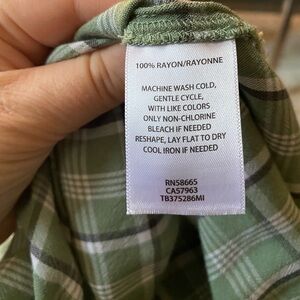 100% RAYON/RAYONNE
MACHINE WASH COLD,
GENTLE CYCLE,
WITH LIKE COLORS
ONLY NON-CHLORINE
BLEACH IF NEEDED
RESHAPE, LAY FLAT TO DRY
COOL IRON IF NEEDED
RN58665
CA57963
TB375286MI